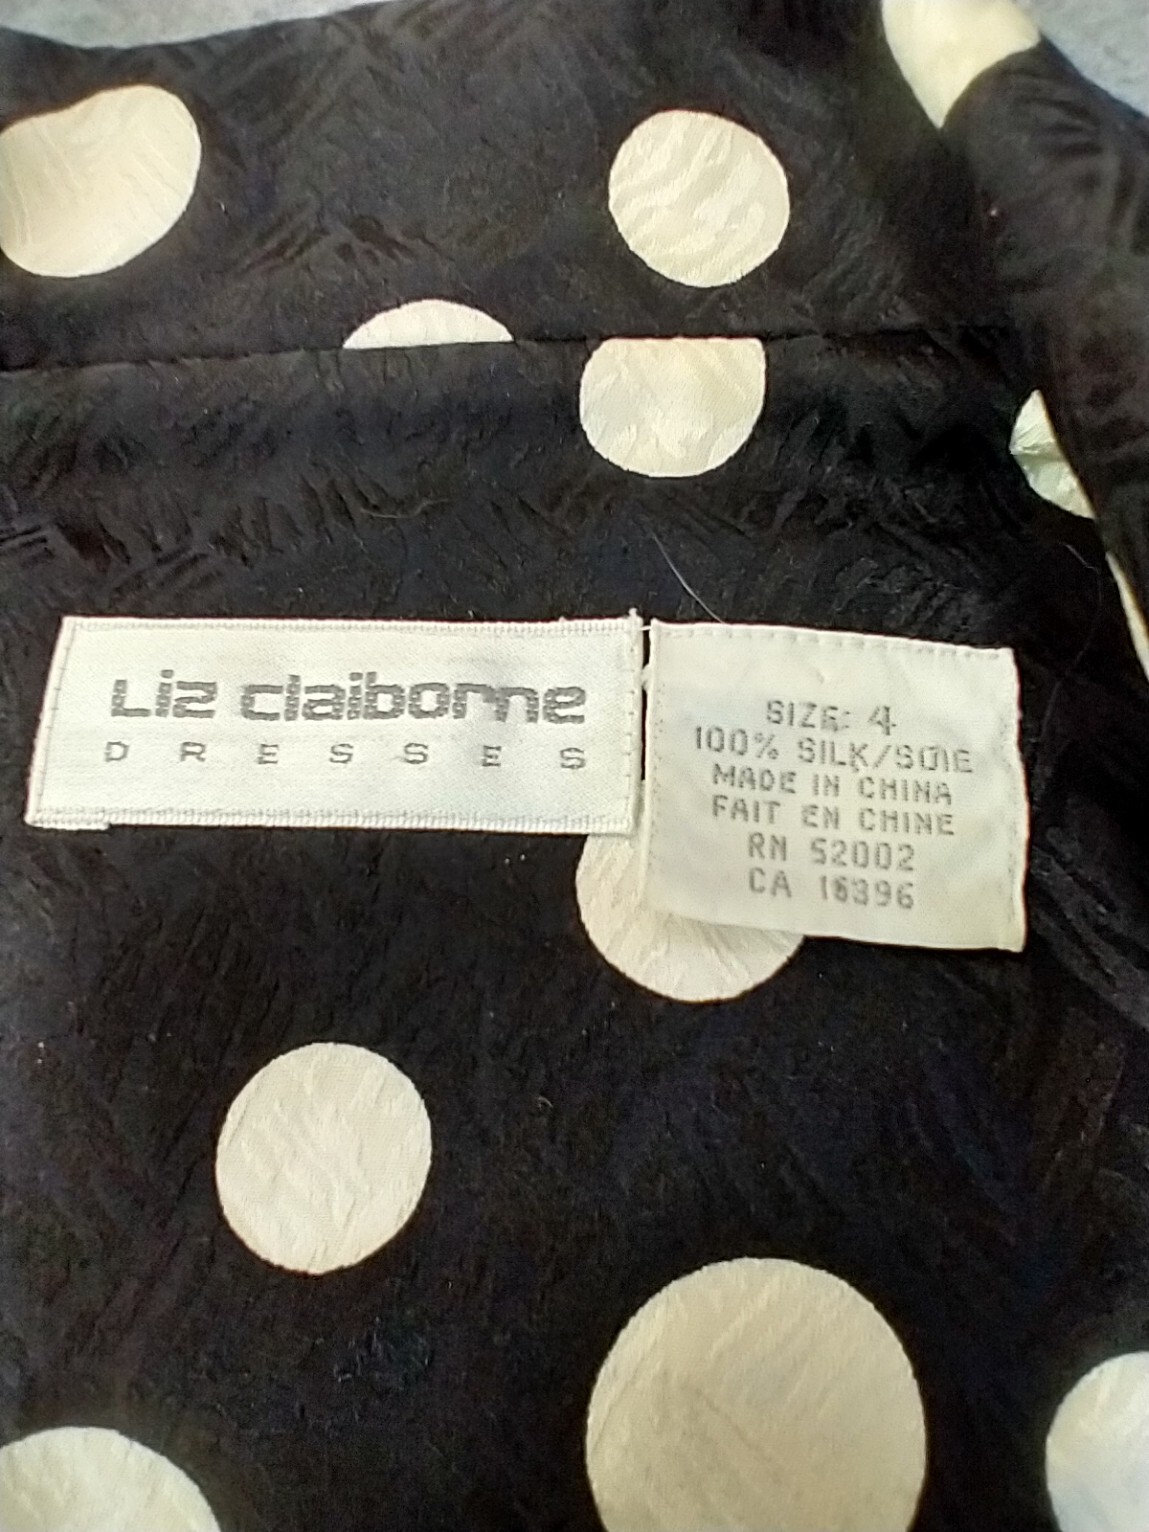 Liz claiborne
DRESSES
SIZE: 4
100% SILK/SOIE
MADE IN CHINA
FAIT EN CHINE
RN 52002
CA 16396